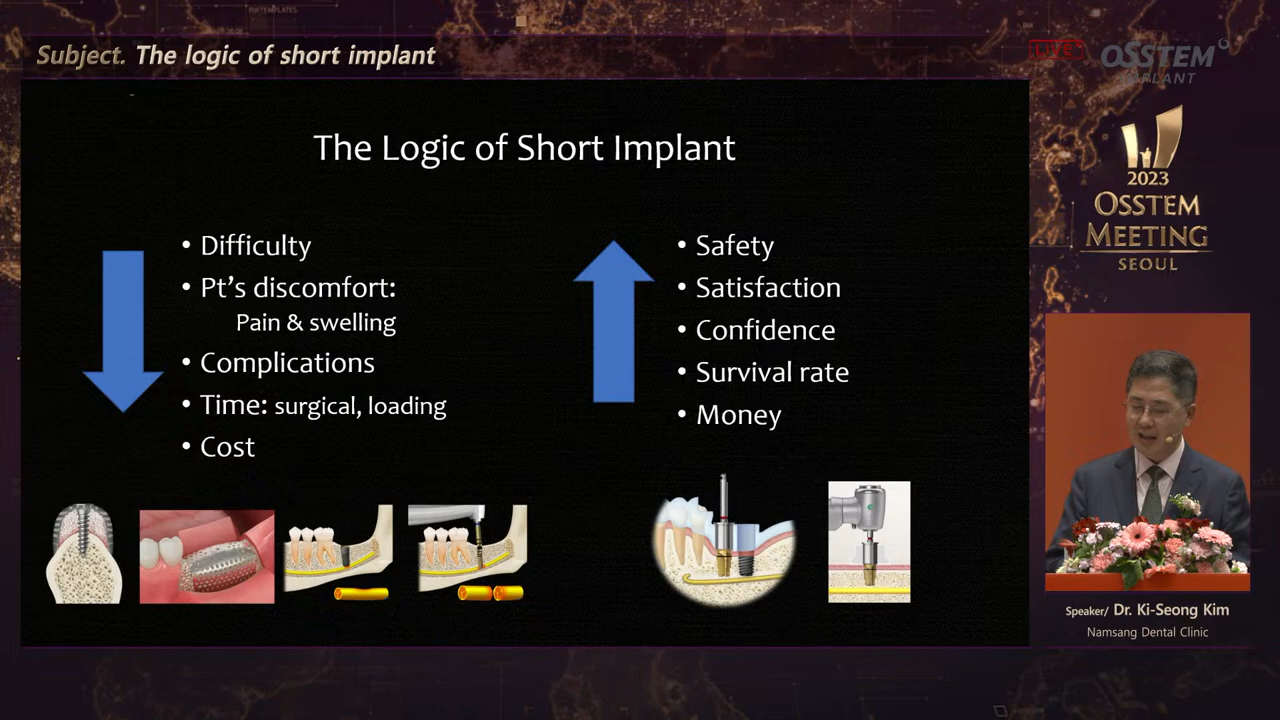 Subject. The logic of short implant
LIVE
OSSTEM
IMPLANT
The Logic of Short Implant
• Difficulty
• Pt’s discomfort:
Pain & swelling
• Complications
• Time: surgical, loading
• Cost
• Safety
• Satisfaction
• Confidence
• Survival rate
• Money
2023
OSSTEM
MEETING
SEOUL
Speaker/ Dr. Ki-Seong Kim
Namsang Dental Clinic